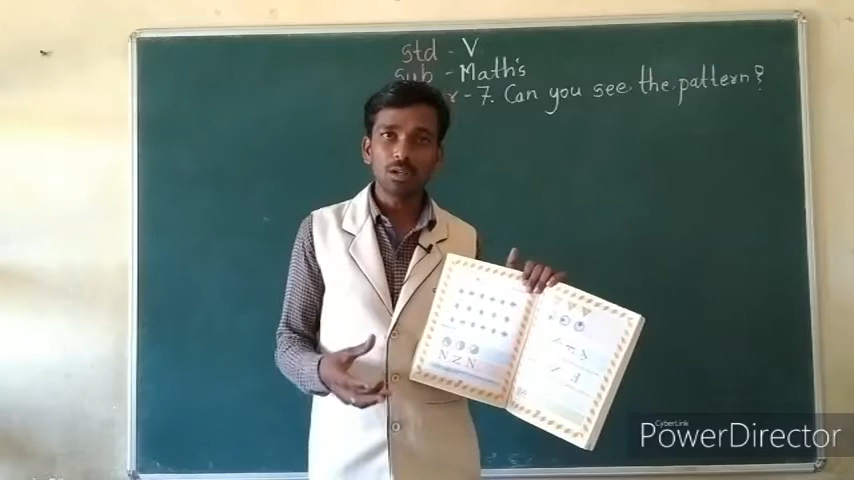 std - V
sub - Math's
r - 7. Can you see the pattern?
N Z N
CyberLink
PowerDirector